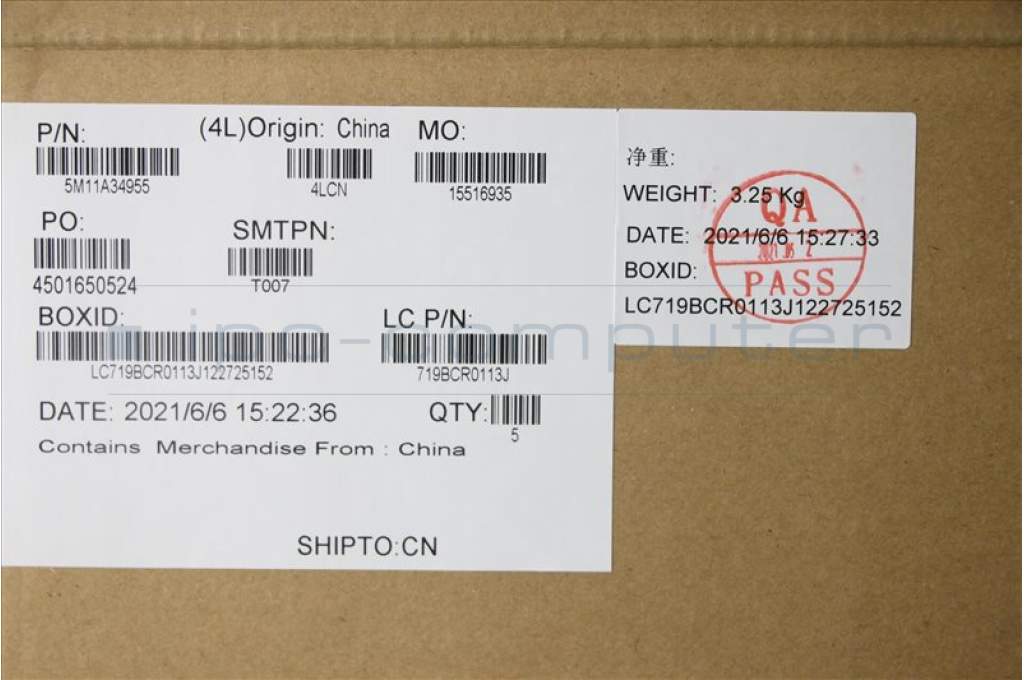 P/N:
5M11A34955
(4L)Origin: China
4LCN
MO:
15516935
PO:
4501650524
SMTPN:
T007
BOXID:
LC719BCR0113J122725152
LC P/N:
719BCR0113J
DATE: 2021/6/6 15:22:36
QTY:
5
Contains Merchandise From : China
SHIPTO:CN
净重:
WEIGHT: 3.25 Kg
DATE: 2021/6/6 15:27:33
BOXID:
LC719BCR0113J122725152
QA
PASS
ipc-computer